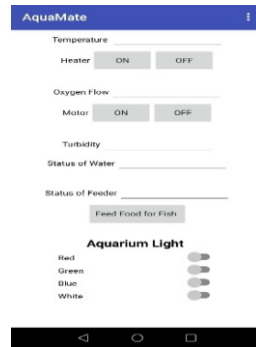 AquaMate
Temperature
Heater ON OFF
Oxygen Flow
Motor ON OFF
Turbidity
Status of Water
Status of Feeder
Feed Food for Fish
Aquarium Light
Red
Green
Blue
White